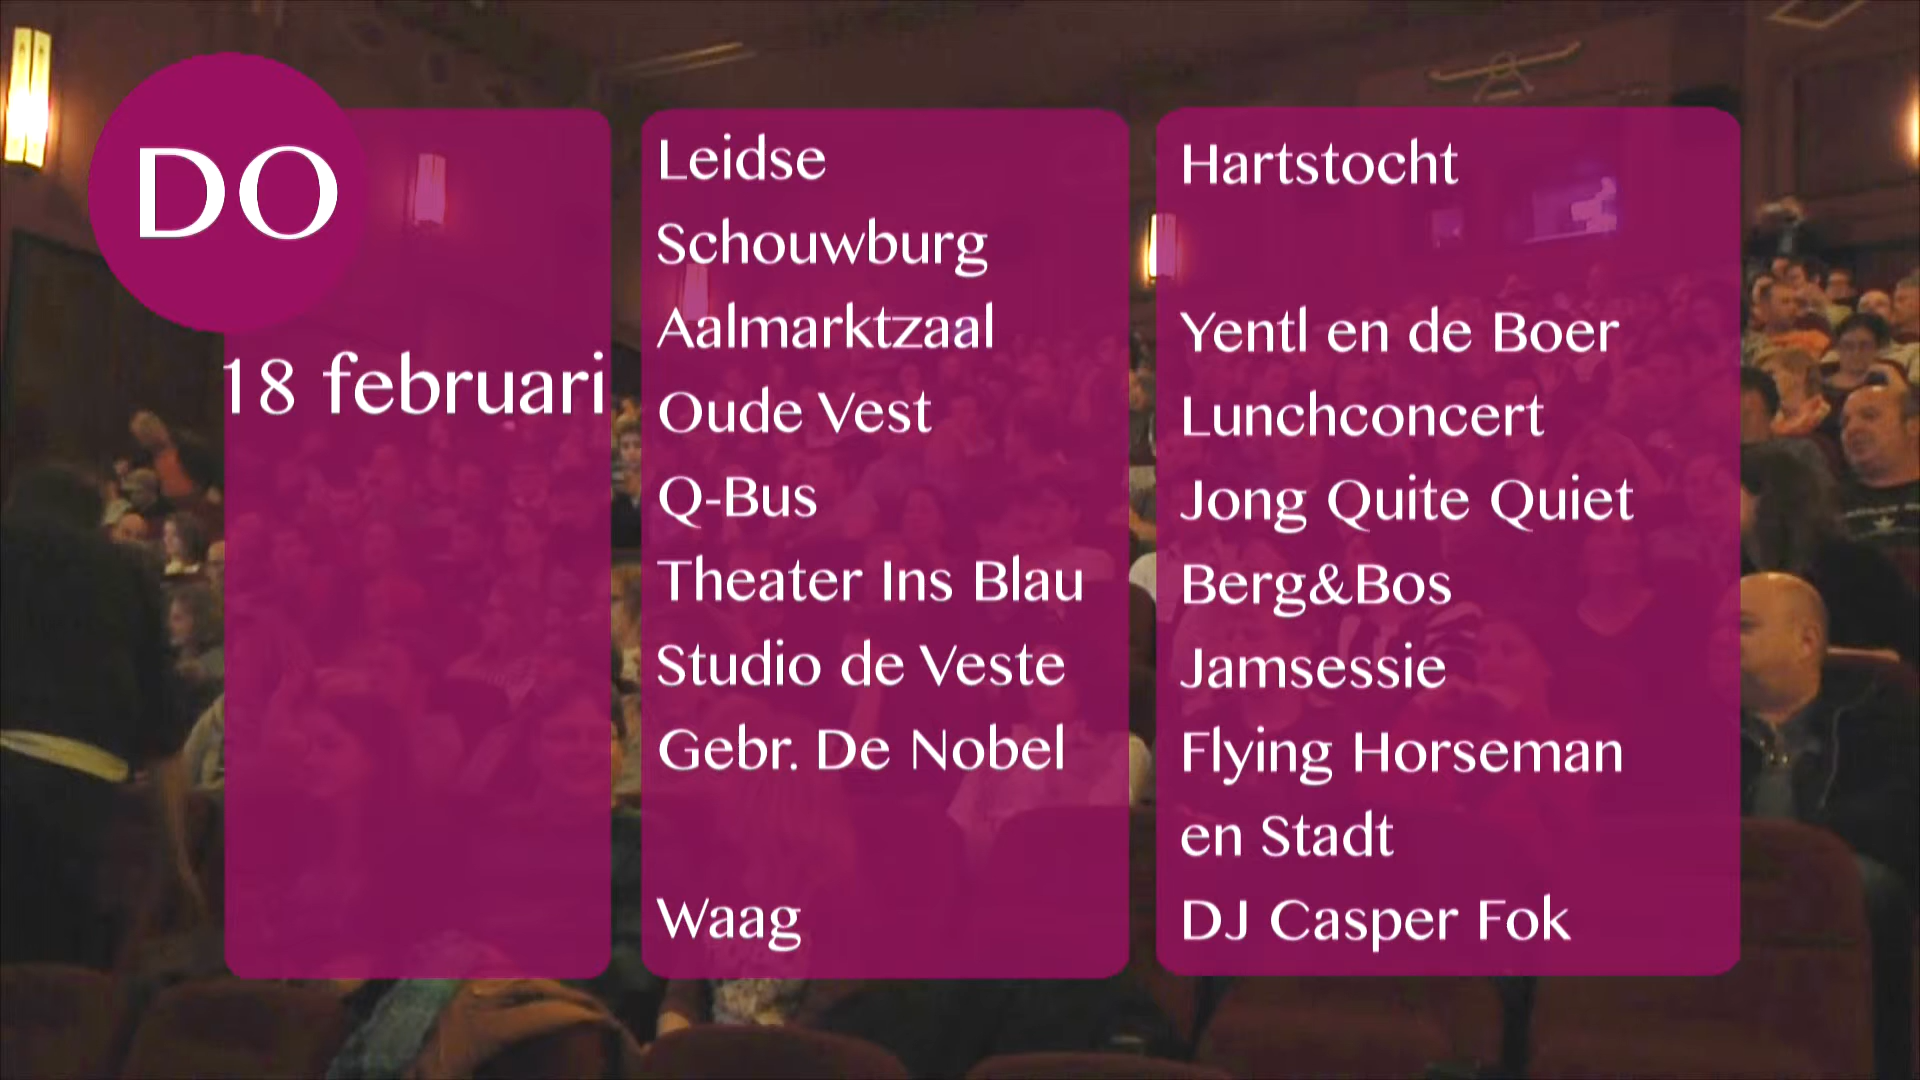 DO
18 februari
Leidse
Schouwburg
Aalmarktzaal
Oude Vest
Q-Bus
Theater Ins Blau
Studio de Veste
Gebr. De Nobel
Waag
Hartstocht
Yentl en de Boer
Lunchconcert
Jong Quite Quiet
Berg&Bos
Jamsessie
Flying Horseman
en Stadt
DJ Casper Fok